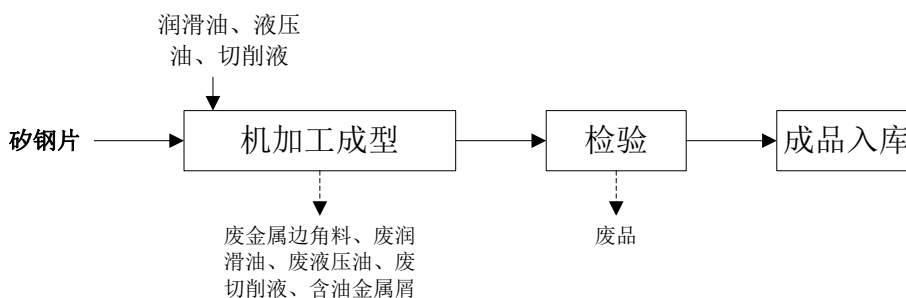 润滑油、液压
油、切削液
矽钢片
机加工成型
检验
成品入库
废金属边角料、废润
滑油、废液压油、废
切削液、含油金属屑
废品